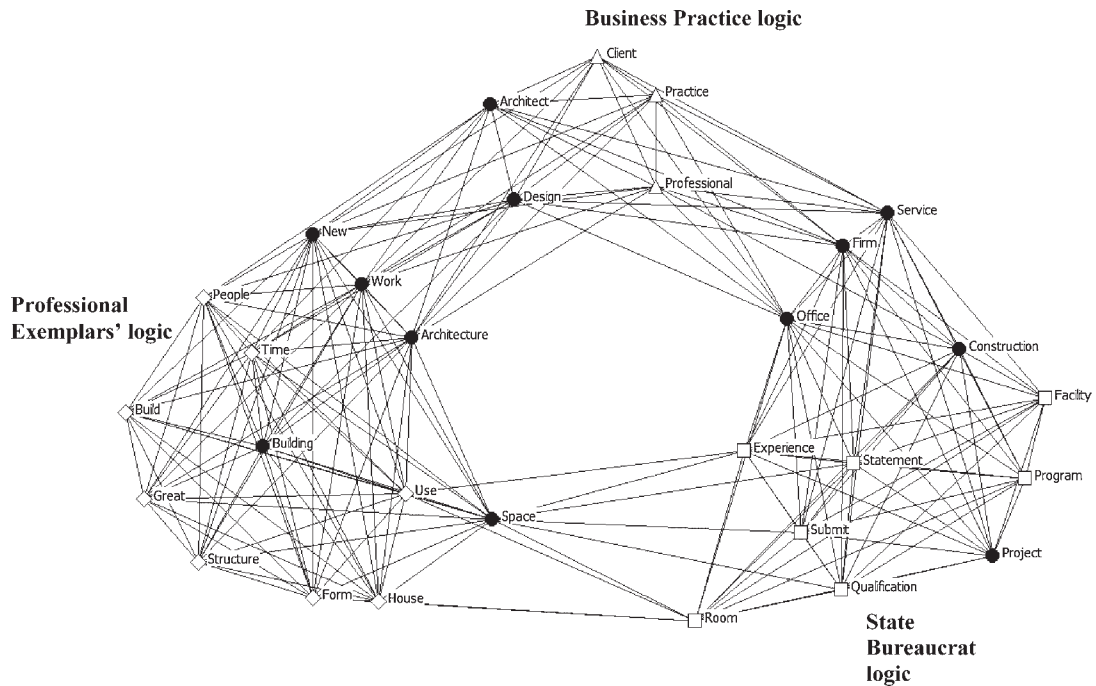 Business Practice logic
Client
Practice
Architect
Professional
Design
Service
New
Firm
Work
People
Professional
Exemplars' logic
Office
Architecture
Construction
Time
Facility
Build
Building
Experience
Statement
Program
Use
Great
Space
Submit
Project
Structure
Qualification
Form
House
Room
State
Bureaucrat
logic